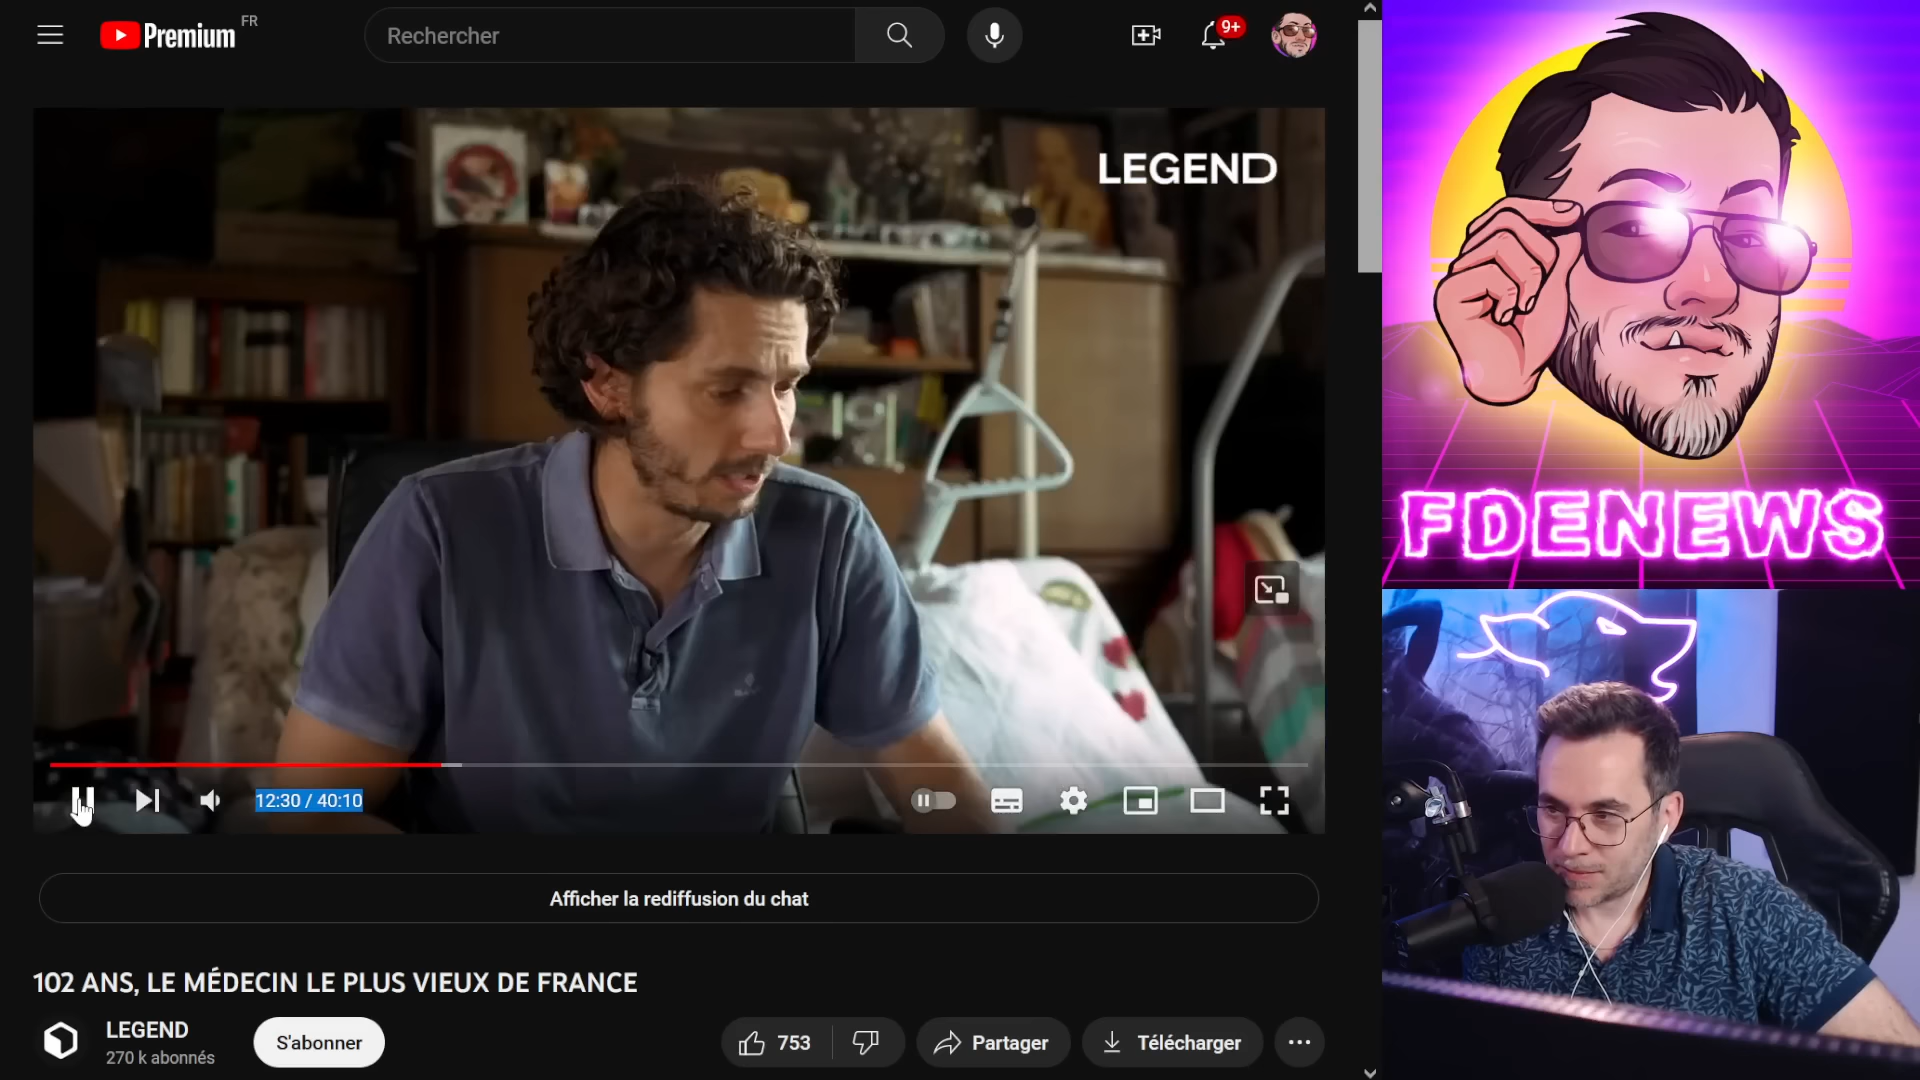 Premium
FR
Rechercher
9+
LEGEND
12:30 / 40:10
Afficher la rediffusion du chat
102 ANS, LE MÉDECIN LE PLUS VIEUX DE FRANCE
LEGEND
270 k abonnés
S'abonner
753
Partager
Télécharger
FDENEWS